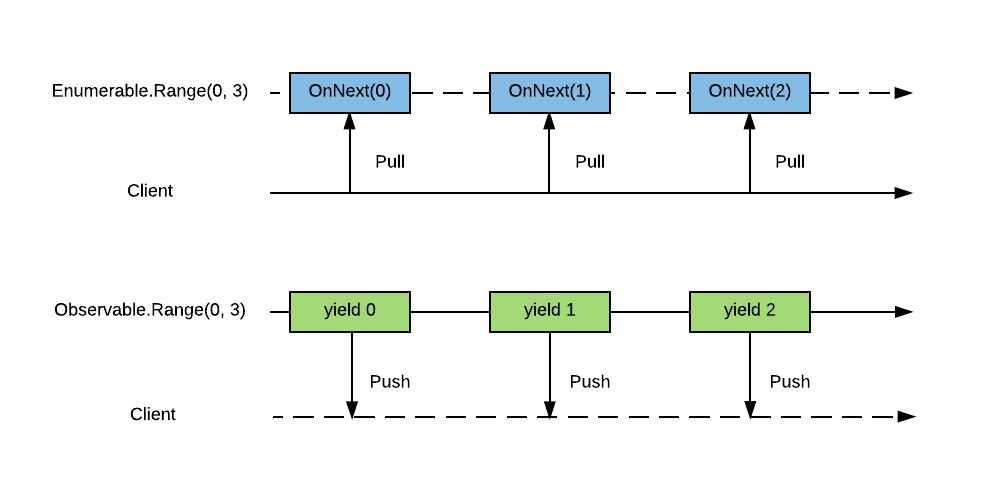 Enumerable.Range(0, 3)
OnNext(0)
OnNext(1)
OnNext(2)
Pull
Pull
Pull
Client
Observable.Range(0, 3)
yield 0
yield 1
yield 2
Push
Push
Push
Client